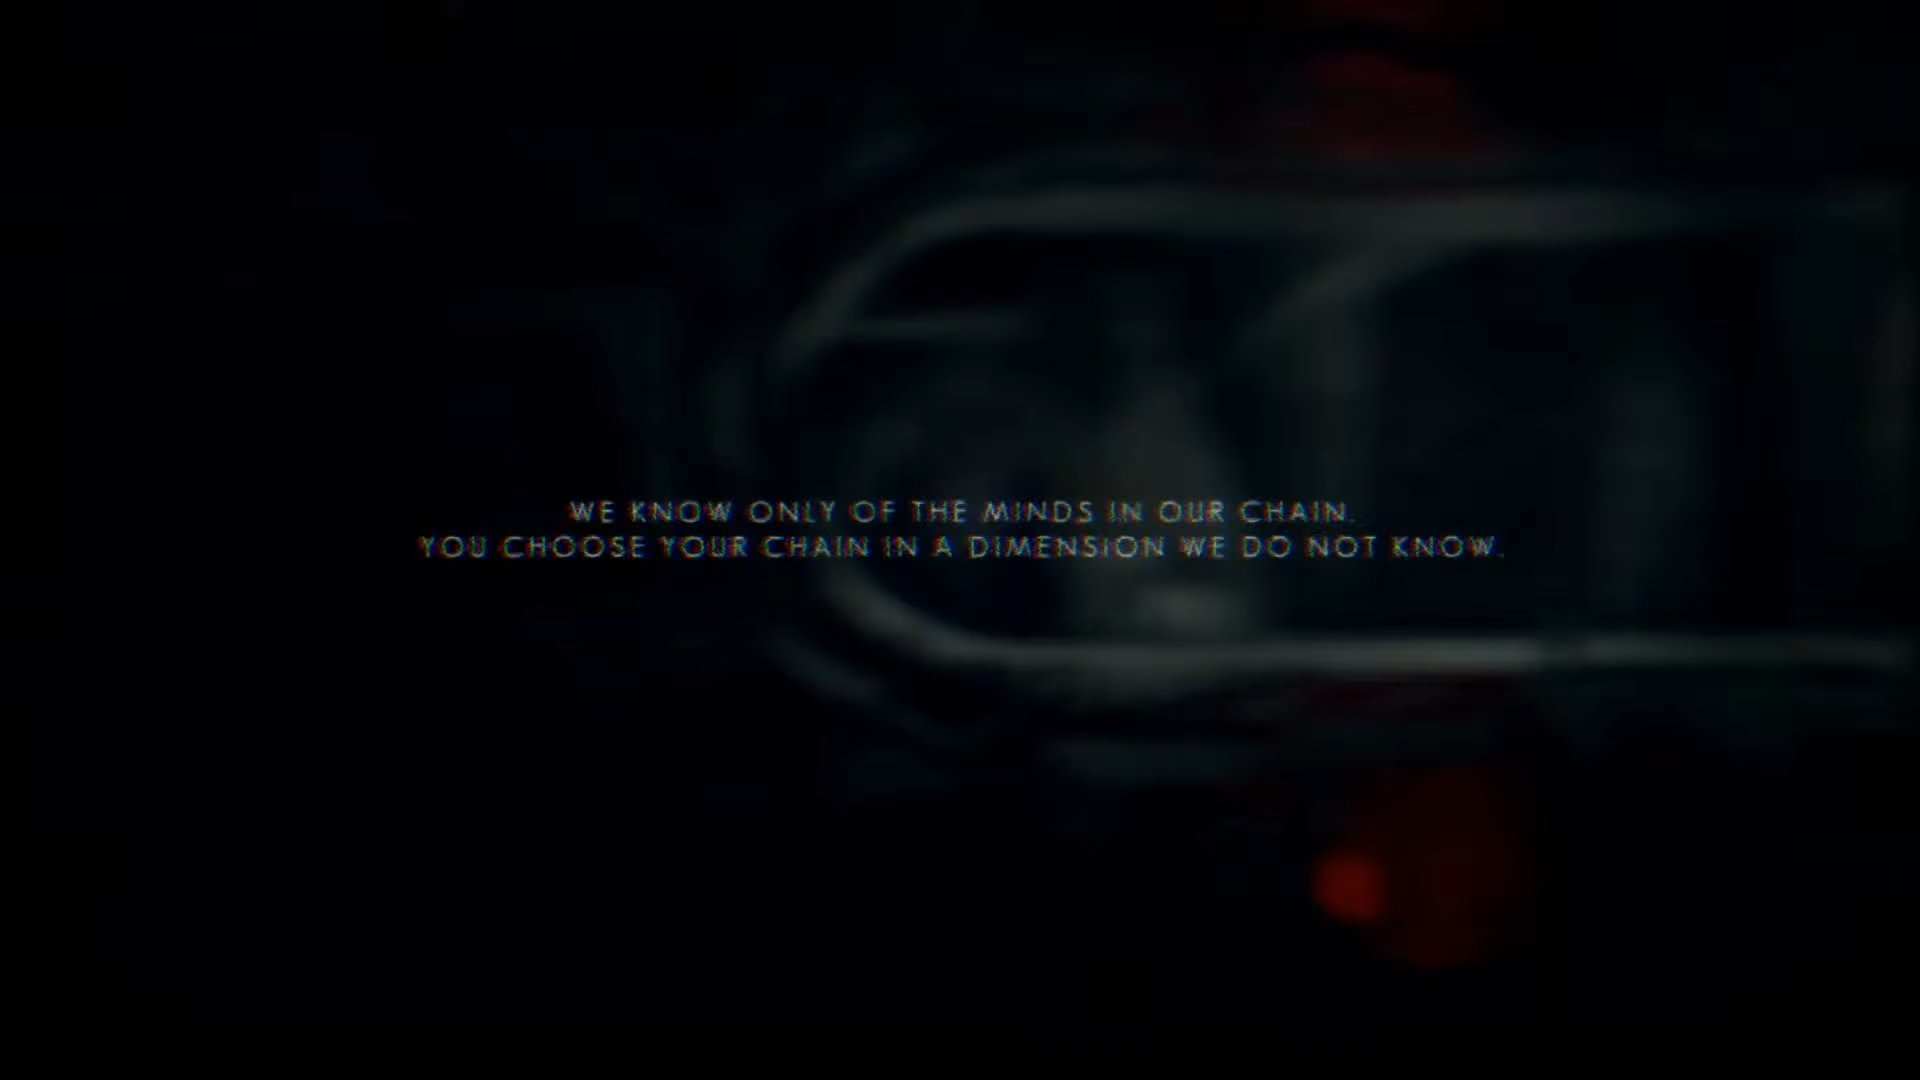 WE KNOW ONLY OF THE MINDS IN OUR CHAIN.
YOU CHOOSE YOUR CHAIN IN A DIMENSION WE DO NOT KNOW.